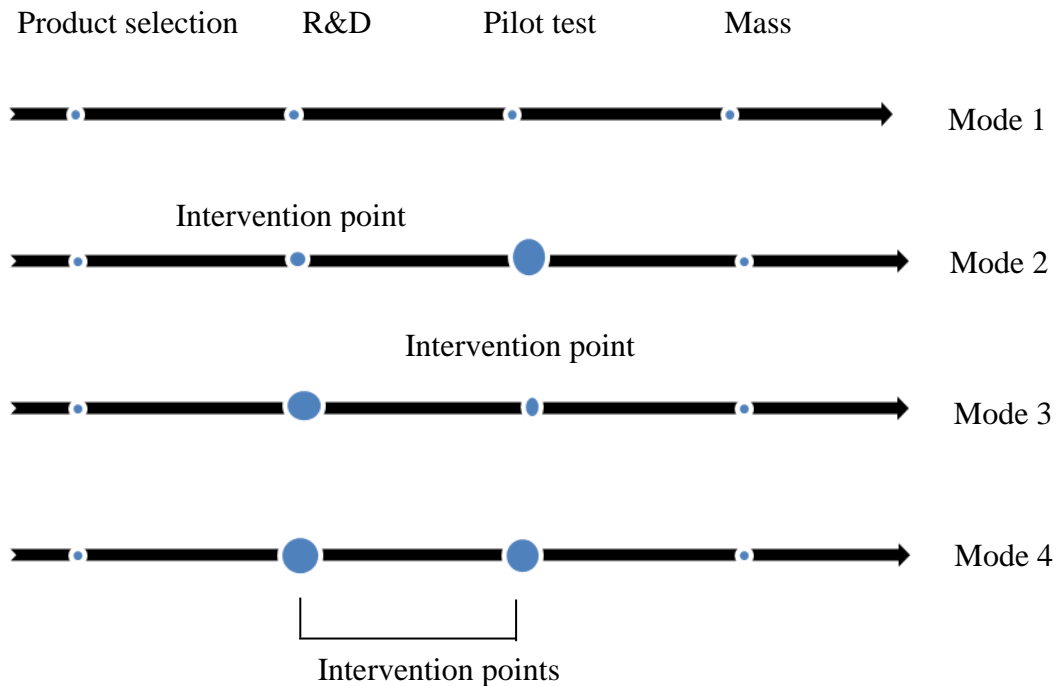 Product selection R&D Pilot test Mass
Mode 1
Intervention point
Mode 2
Intervention point
Mode 3
Mode 4
Intervention points